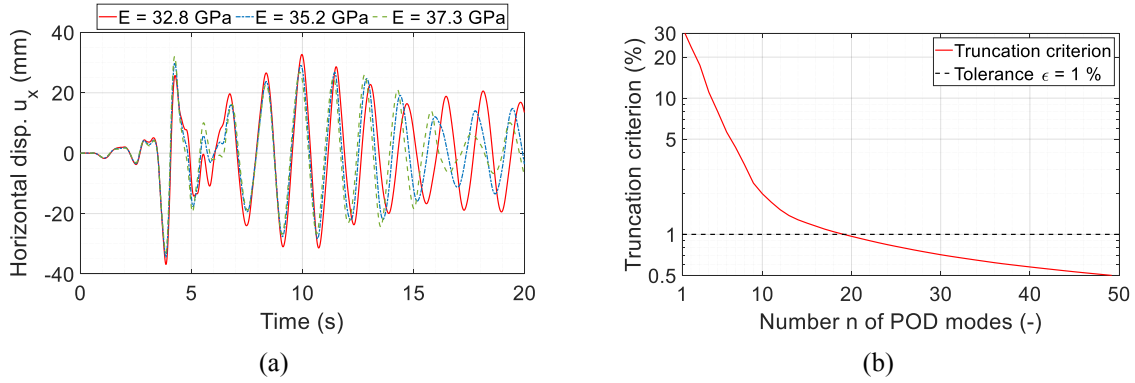 E = 32.8 GPa E = 35.2 GPa E = 37.3 GPa
Horizontal disp. u_x (mm)
40
20
0
-20
-40
0 5 10 15 20
Time (s)
(a)
Truncation criterion
Tolerance ϵ = 1 %
Truncation criterion (%)
30
20
10
5
1
0.5
1 10 20 30 40 50
Number n of POD modes (-)
(b)